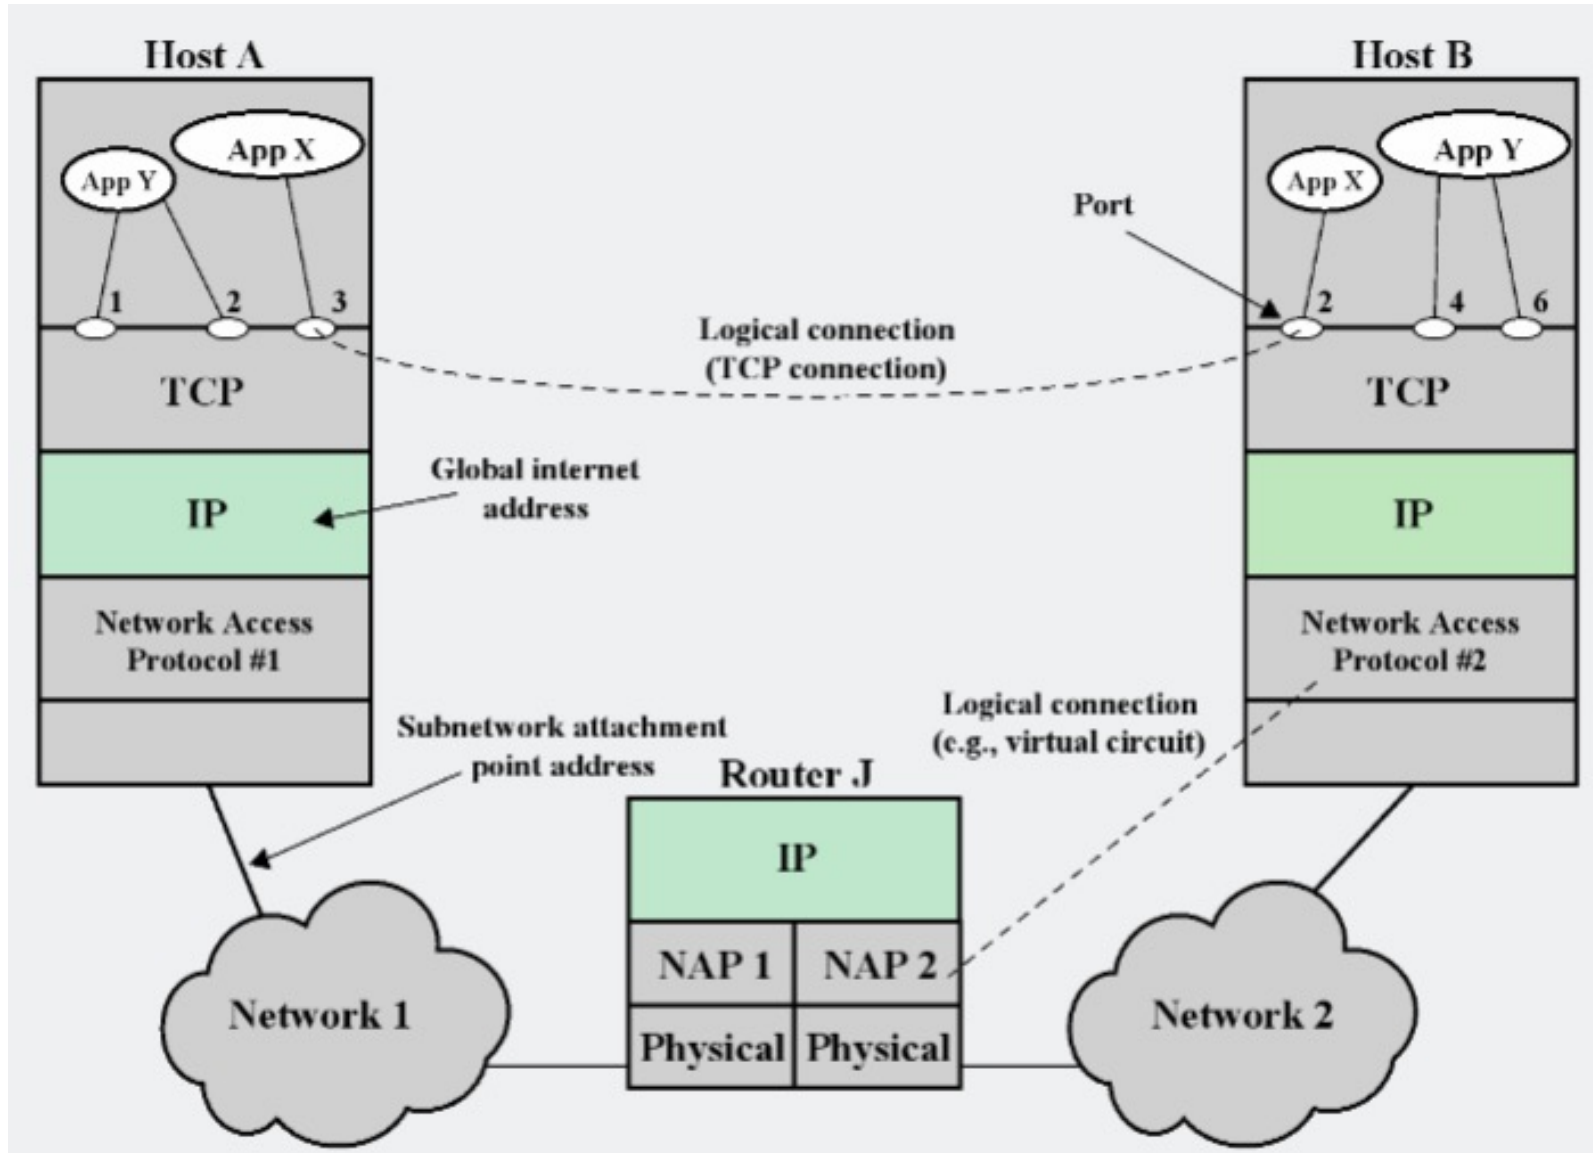 Host A
Host B
App Y
App X
App X
App Y
Port
1
2
3
2
4
6
Logical connection
(TCP connection)
TCP
TCP
Global internet
address
IP
IP
Network Access
Protocol #1
Network Access
Protocol #2
Subnetwork attachment
point address
Logical connection
(e.g., virtual circuit)
Router J
IP
NAP 1
NAP 2
Network 1
Network 2
Physical
Physical